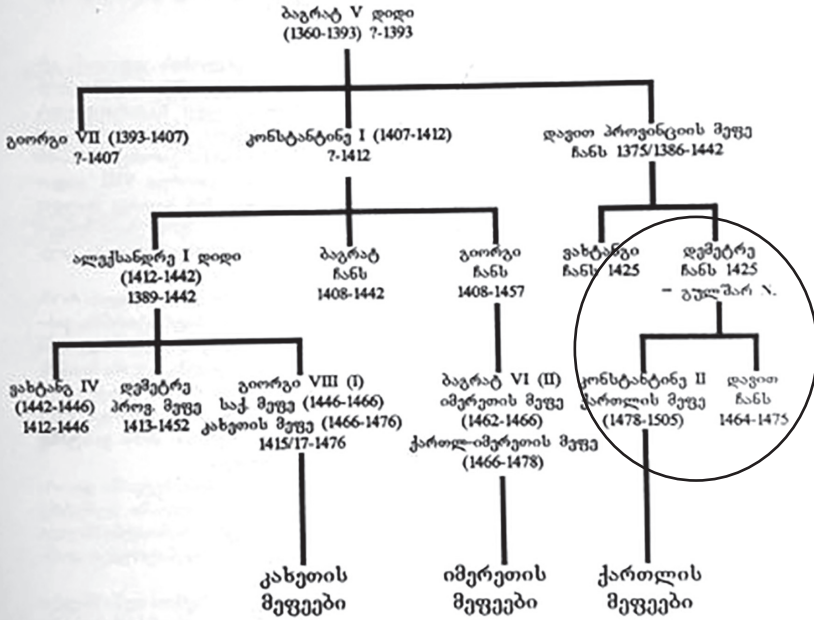 ბაგრატ V დიდი
(1360-1393) ?-1393
გიორგი VII (1393-1407)
?-1407
კონსტანტინე I (1407-1412)
?-1412
დავით პროვინციის მეფე
ჩანს 1375/1386-1442
ალექსანდრე I დიდი
(1412-1442)
1389-1442
ბაგრატ
ჩანს
1408-1442
გიორგი
ჩანს
1408-1457
ვახტანგი
ჩანს 1425
დემეტრე
ჩანს 1425
– გულშარ N.
ვახტანგ IV
(1442-1446)
1412-1446
დემეტრე
პროვ. მეფე
1413-1452
გიორგი VIII (I)
საქ. მეფე (1446-1466)
კახეთის მეფე (1466-1476)
1415/17-1476
ბაგრატ VI (II)
იმერეთის მეფე
(1462-1466)
ქართლ-იმერეთის მეფე
(1466-1478)
კონსტანტინე II
ქართლის მეფე
(1478-1505)
დავით
ჩანს
1464-1475
კახეთის
მეფეები
იმერეთის
მეფეები
ქართლის
მეფეები